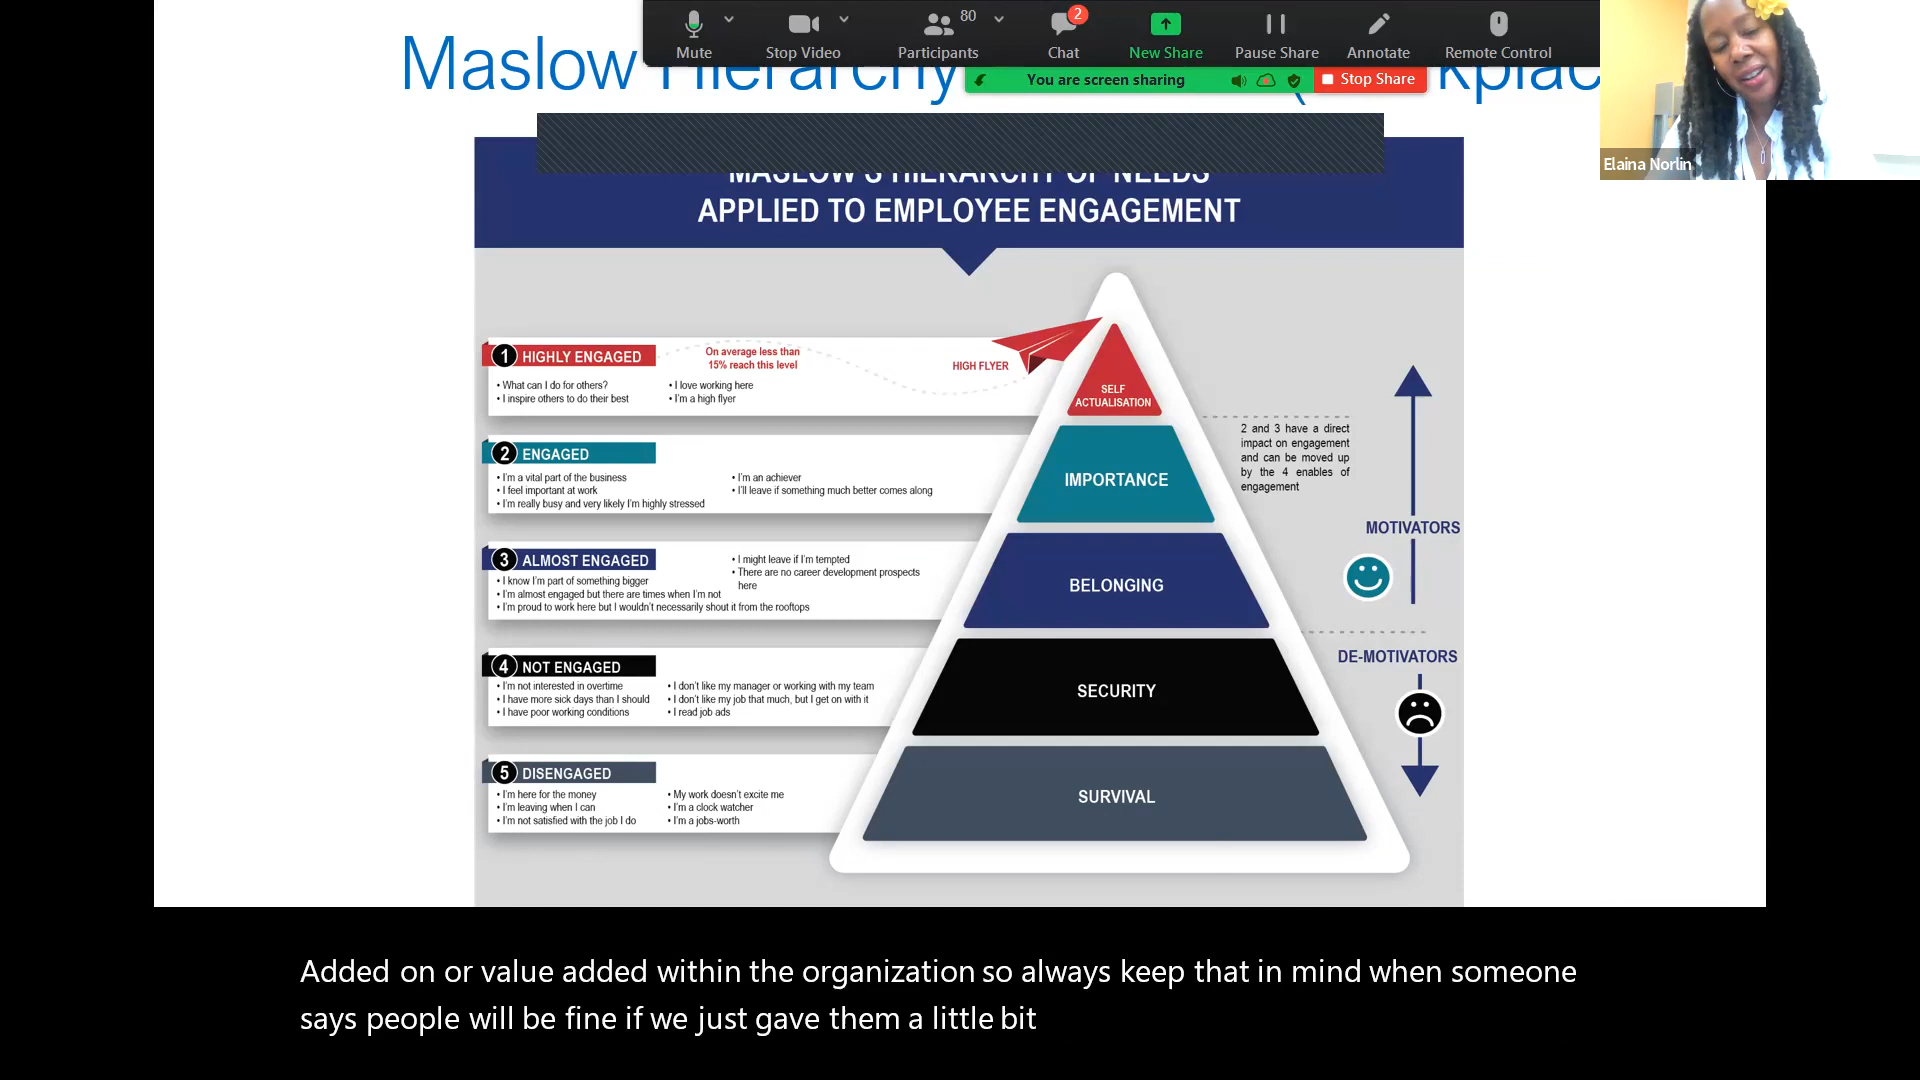 Mute
Stop Video
80
Participants
2
Chat
New Share
Pause Share
Annotate
Remote Control
Maslow Hierarchy
You are screen sharing
Stop Share
Elaina Norlin
MASLOW'S HIERARCHY OF NEEDS
APPLIED TO EMPLOYEE ENGAGEMENT
1 HIGHLY ENGAGED
On average less than
15% reach this level
HIGH FLYER
• What can I do for others?
• I inspire others to do their best
• I love working here
• I'm a high flyer
SELF
ACTUALISATION
2 ENGAGED
• I'm a vital part of the business
• I feel important at work
• I'm really busy and very likely I'm highly stressed
• I'm an achiever
• I'll leave if something much better comes along
IMPORTANCE
2 and 3 have a direct
impact on engagement
and can be moved up
by the 4 enables of
engagement
MOTIVATORS
3 ALMOST ENGAGED
• I know I'm part of something bigger
• I'm almost engaged but there are times when I'm not
• I'm proud to work here but I wouldn't necessarily shout it from the rooftops
• I might leave if I'm tempted
• There are no career development prospects
here
BELONGING
DE-MOTIVATORS
4 NOT ENGAGED
• I'm not interested in overtime
• I have more sick days than I should
• I have poor working conditions
• I don't like my manager or working with my team
• I don't like my job that much, but I get on with it
• I read job ads
SECURITY
5 DISENGAGED
• I'm here for the money
• I'm leaving when I can
• I'm not satisfied with the job I do
• My work doesn't excite me
• I'm a clock watcher
• I'm a jobs-worth
SURVIVAL
Added on or value added within the organization so always keep that in mind when someone
says people will be fine if we just gave them a little bit